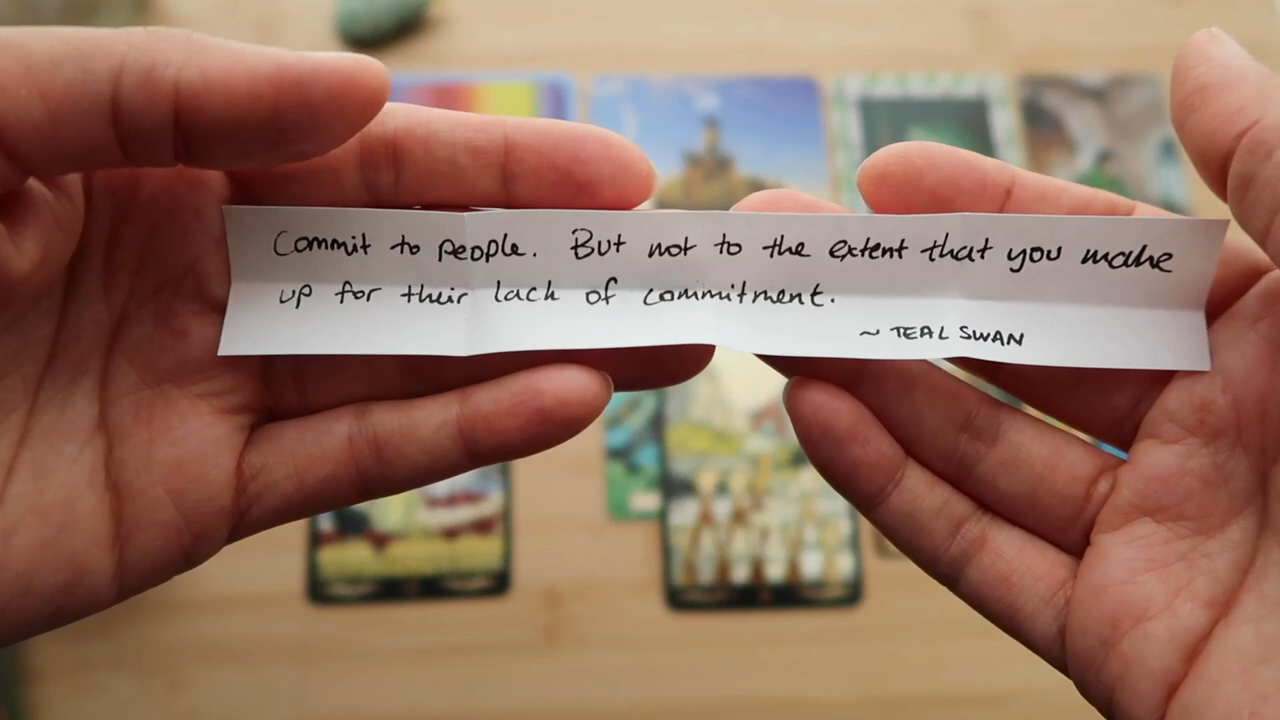 Commit to people. But not to the extent that you make
up for their lack of commitment.
~ TEAL SWAN